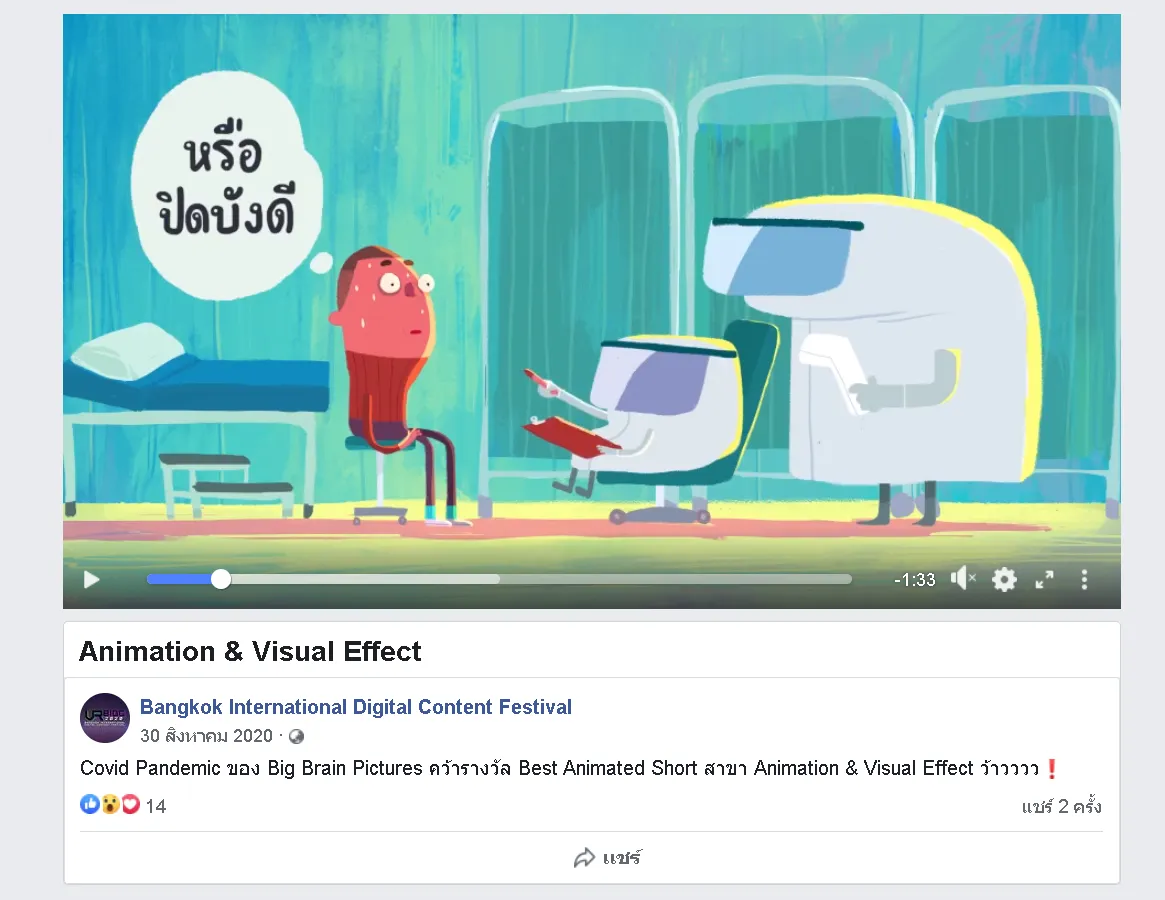 หรือ
ปิดบังดี
-1:33
Animation & Visual Effect
Bangkok International Digital Content Festival
30 สิงหาคม 2020 ·
Covid Pandemic ของ Big Brain Pictures คว้ารางวัล Best Animated Short สาขา Animation & Visual Effect ว้าวววว❗
14
แชร์ 2 ครั้ง
แชร์